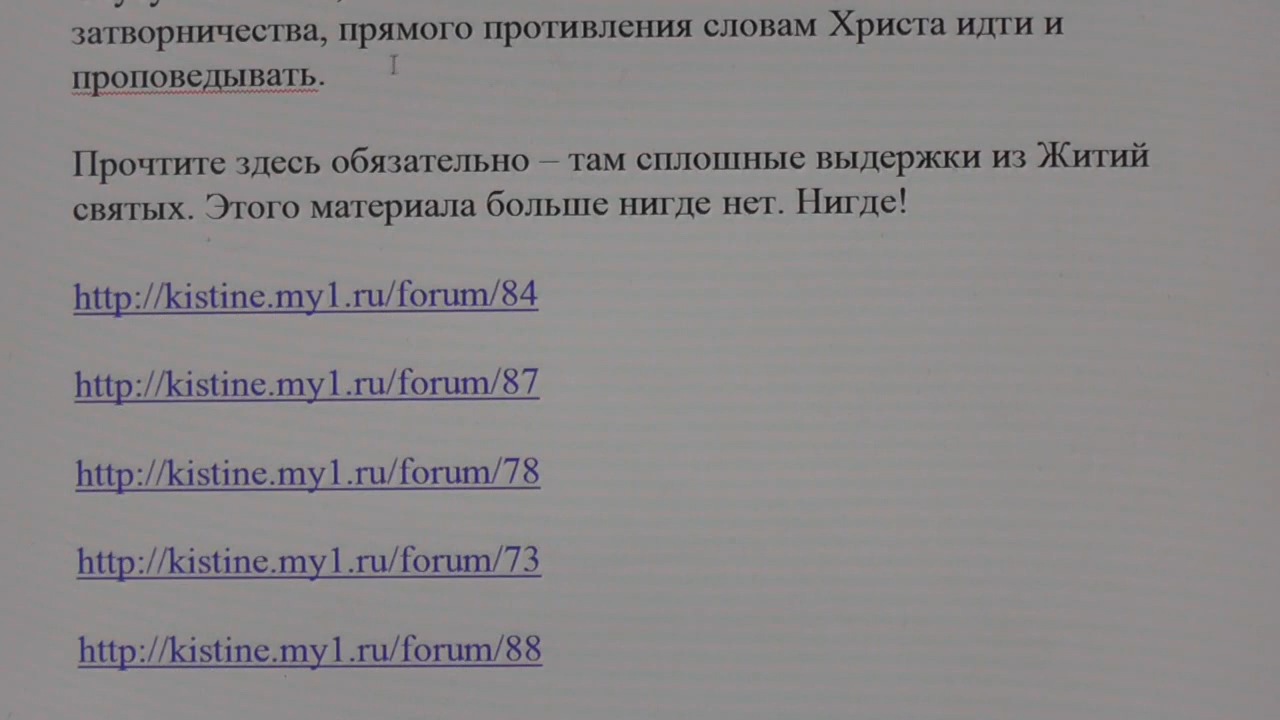 затворничества, прямого противления словам Христа идти и
проповедывать.
Прочтите здесь обязательно – там сплошные выдержки из Житий
святых. Этого материала больше нигде нет. Нигде!
http://kistine.my1.ru/forum/84
http://kistine.my1.ru/forum/87
http://kistine.my1.ru/forum/78
http://kistine.my1.ru/forum/73
http://kistine.my1.ru/forum/88